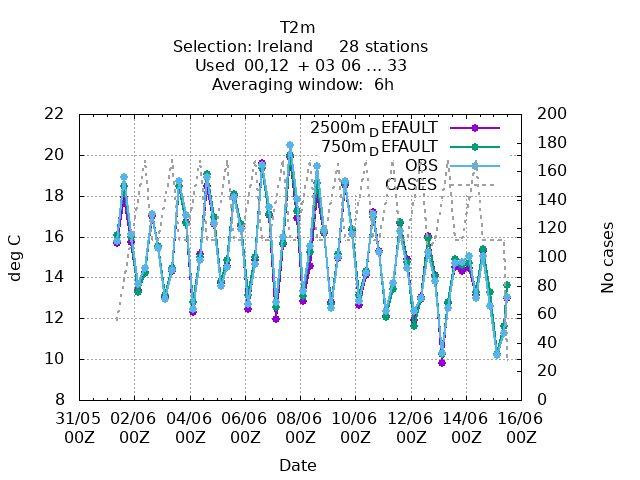 T2m
Selection: Ireland 28 stations
Used 00,12 + 03 06 ... 33
Averaging window: 6h
22
20
18
16
14
12
10
8
deg C
200
180
160
140
120
100
80
60
40
20
0
No cases
2500m_DEFAULT
750m_DEFAULT
OBS
CASES
31/05 02/06 04/06 06/06 08/06 10/06 12/06 14/06 16/06
00Z 00Z 00Z 00Z 00Z 00Z 00Z 00Z 00Z
Date